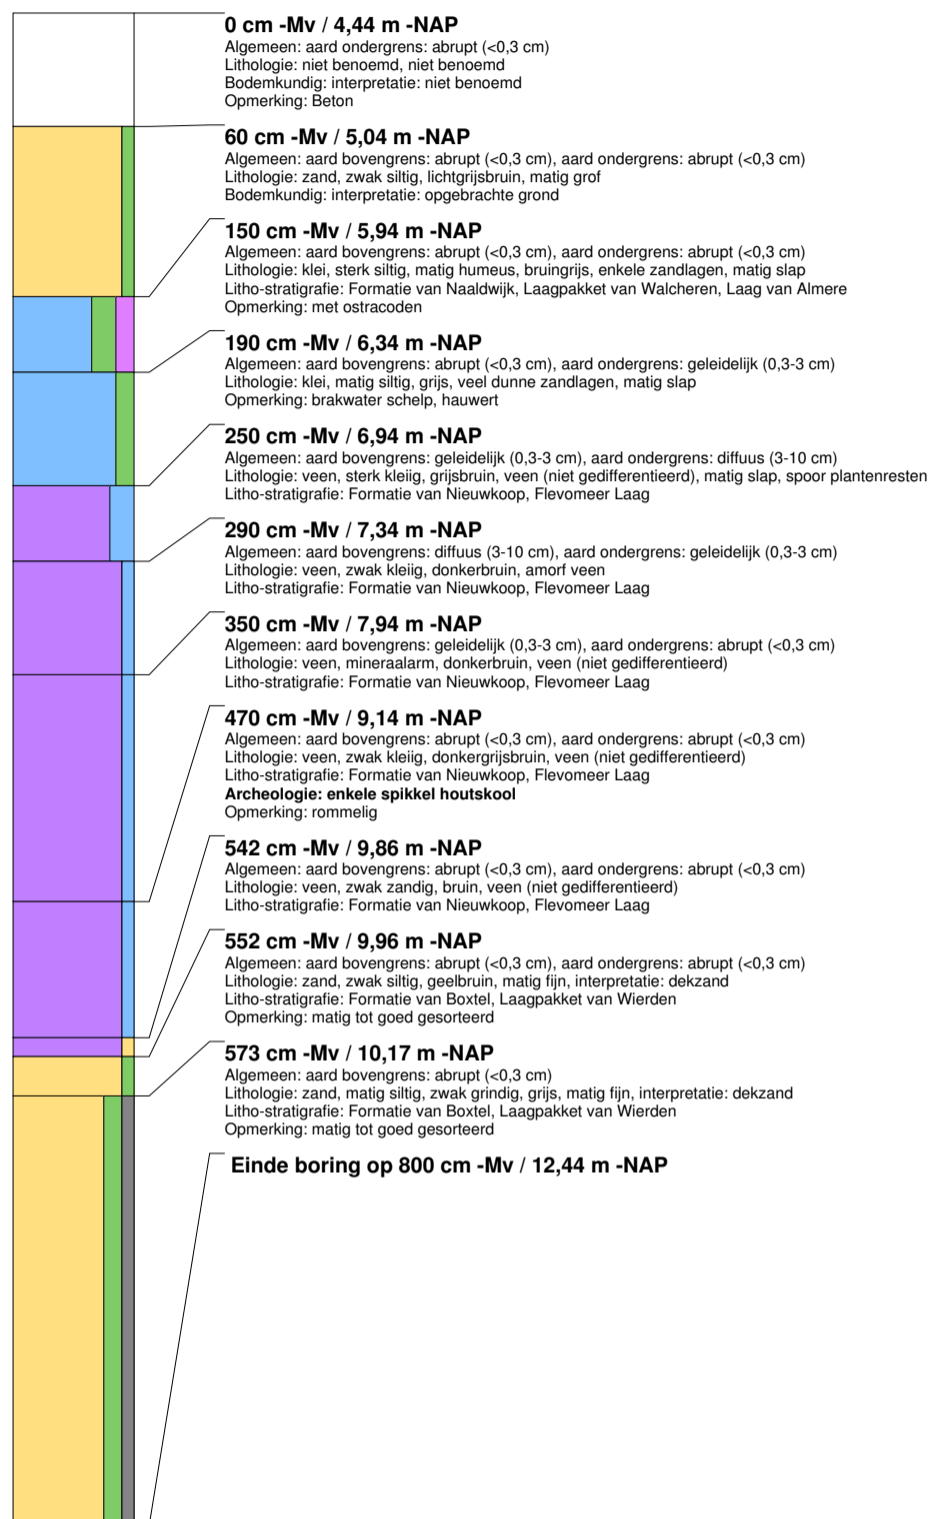 0 cm -Mv / 4,44 m -NAP
Algemeen: aard ondergrens: abrupt (<0,3 cm)
Lithologie: niet benoemd, niet benoemd
Bodemkundig: interpretatie: niet benoemd
Opmerking: Beton
60 cm -Mv / 5,04 m -NAP
Algemeen: aard bovengrens: abrupt (<0,3 cm), aard ondergrens: abrupt (<0,3 cm)
Lithologie: zand, zwak siltig, lichtgrijsbruin, matig grof
Bodemkundig: interpretatie: opgebrachte grond
150 cm -Mv / 5,94 m -NAP
Algemeen: aard bovengrens: abrupt (<0,3 cm), aard ondergrens: abrupt (<0,3 cm)
Lithologie: klei, sterk siltig, matig humeus, bruingrijs, enkele zandlagen, matig slap
Litho-stratigrafie: Formatie van Naaldwijk, Laagpakket van Walcheren, Laag van Almere
Opmerking: met ostracoden
190 cm -Mv / 6,34 m -NAP
Algemeen: aard bovengrens: abrupt (<0,3 cm), aard ondergrens: geleidelijk (0,3-3 cm)
Lithologie: klei, matig siltig, grijs, veel dunne zandlagen, matig slap
Opmerking: brakwater schelp, hauwert
250 cm -Mv / 6,94 m -NAP
Algemeen: aard bovengrens: geleidelijk (0,3-3 cm), aard ondergrens: diffuus (3-10 cm)
Lithologie: veen, sterk kleiig, grijsbruin, veen (niet gedifferentieerd), matig slap, spoor plantenresten
Litho-stratigrafie: Formatie van Nieuwkoop, Flevomeer Laag
290 cm -Mv / 7,34 m -NAP
Algemeen: aard bovengrens: diffuus (3-10 cm), aard ondergrens: geleidelijk (0,3-3 cm)
Lithologie: veen, zwak kleiig, donkerbruin, amorf veen
Litho-stratigrafie: Formatie van Nieuwkoop, Flevomeer Laag
350 cm -Mv / 7,94 m -NAP
Algemeen: aard bovengrens: geleidelijk (0,3-3 cm), aard ondergrens: abrupt (<0,3 cm)
Lithologie: veen, mineraalarm, donkerbruin, veen (niet gedifferentieerd)
Litho-stratigrafie: Formatie van Nieuwkoop, Flevomeer Laag
470 cm -Mv / 9,14 m -NAP
Algemeen: aard bovengrens: abrupt (<0,3 cm), aard ondergrens: abrupt (<0,3 cm)
Lithologie: veen, zwak kleiig, donkergrijsbruin, veen (niet gedifferentieerd)
Litho-stratigrafie: Formatie van Nieuwkoop, Flevomeer Laag
Archeologie: enkele spikkel houtskool
Opmerking: rommelig
542 cm -Mv / 9,86 m -NAP
Algemeen: aard bovengrens: abrupt (<0,3 cm), aard ondergrens: abrupt (<0,3 cm)
Lithologie: veen, zwak zandig, bruin, veen (niet gedifferentieerd)
Litho-stratigrafie: Formatie van Nieuwkoop, Flevomeer Laag
552 cm -Mv / 9,96 m -NAP
Algemeen: aard bovengrens: abrupt (<0,3 cm), aard ondergrens: abrupt (<0,3 cm)
Lithologie: zand, zwak siltig, geelbruin, matig fijn, interpretatie: dekzand
Litho-stratigrafie: Formatie van Boxtel, Laagpakket van Wierden
Opmerking: matig tot goed gesorteerd
573 cm -Mv / 10,17 m -NAP
Algemeen: aard bovengrens: abrupt (<0,3 cm)
Lithologie: zand, matig siltig, zwak grindig, grijs, matig fijn, interpretatie: dekzand
Litho-stratigrafie: Formatie van Boxtel, Laagpakket van Wierden
Opmerking: matig tot goed gesorteerd
Einde boring op 800 cm -Mv / 12,44 m -NAP